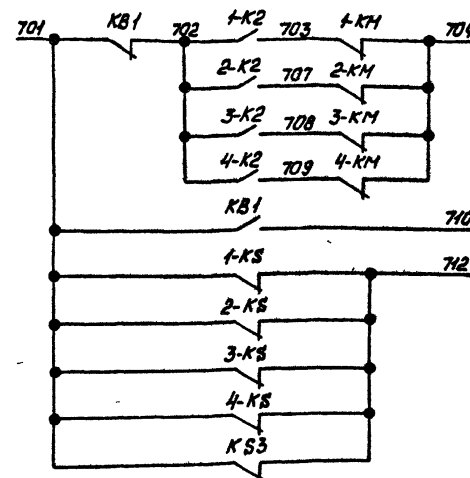 701 KB1 702 1-K2 703 1-KM 704
2-K2 707 2-KM
3-K2 708 3-KM
4-K2 709 4-KM
KB1 710
1-KS 712
2-KS
3-KS
4-KS
KS3